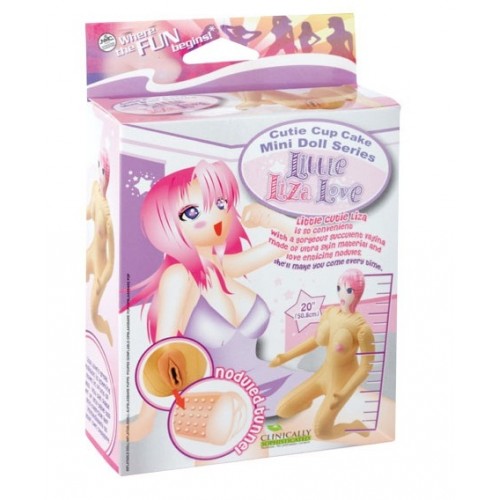 NMC
Where
the FUN
begins!
Cutie Cup Cake
Mini Doll Series
Little
Liza Love
Little Cutie Liza
is so convenient
with a gorgeous succulent vagina
made of ultra skin material and
love enticing nodules.
She'll make you come every time.
20"
(50.8cm)
nodured tunnel
CLINICALLY